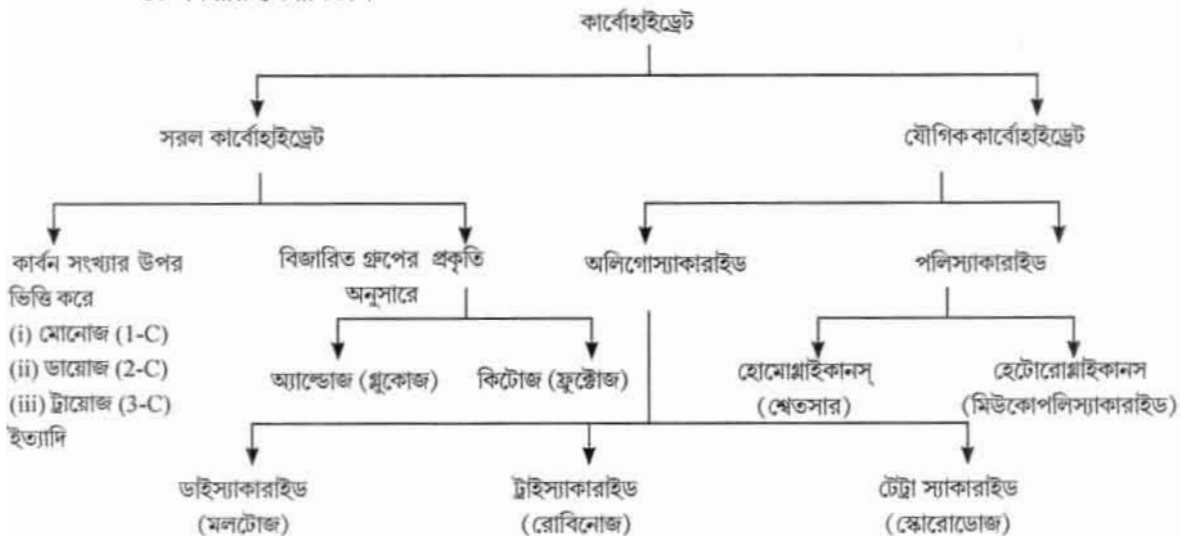 কার্বোহাইড্রেট
সরল কার্বোহাইড্রেট
যৌগিক কার্বোহাইড্রেট
কার্বন সংখ্যার উপর
ভিত্তি করে
(i) মোনোজ (1-C)
(ii) ডায়োজ (2-C)
(iii) ট্রায়োজ (3-C)
ইত্যাদি
বিজারিত গ্রুপের প্রকৃতি
অনুসারে
অ্যাল্ডোজ (গ্লুকোজ)
কিটোজ (ফ্রুক্টোজ)
অলিগোস্যাকারাইড
পলিস্যাকারাইড
হোমোগ্লাইকানস্
(শ্বেতসার)
হেটোরোগ্লাইকানস
(মিউকোপলিস্যাকারাইড)
ডাইস্যাকারাইড
(মলটোজ)
ট্রাইস্যাকারাইড
(রোবিনোজ)
টেট্রা স্যাকারাইড
(স্কোরোডোজ)